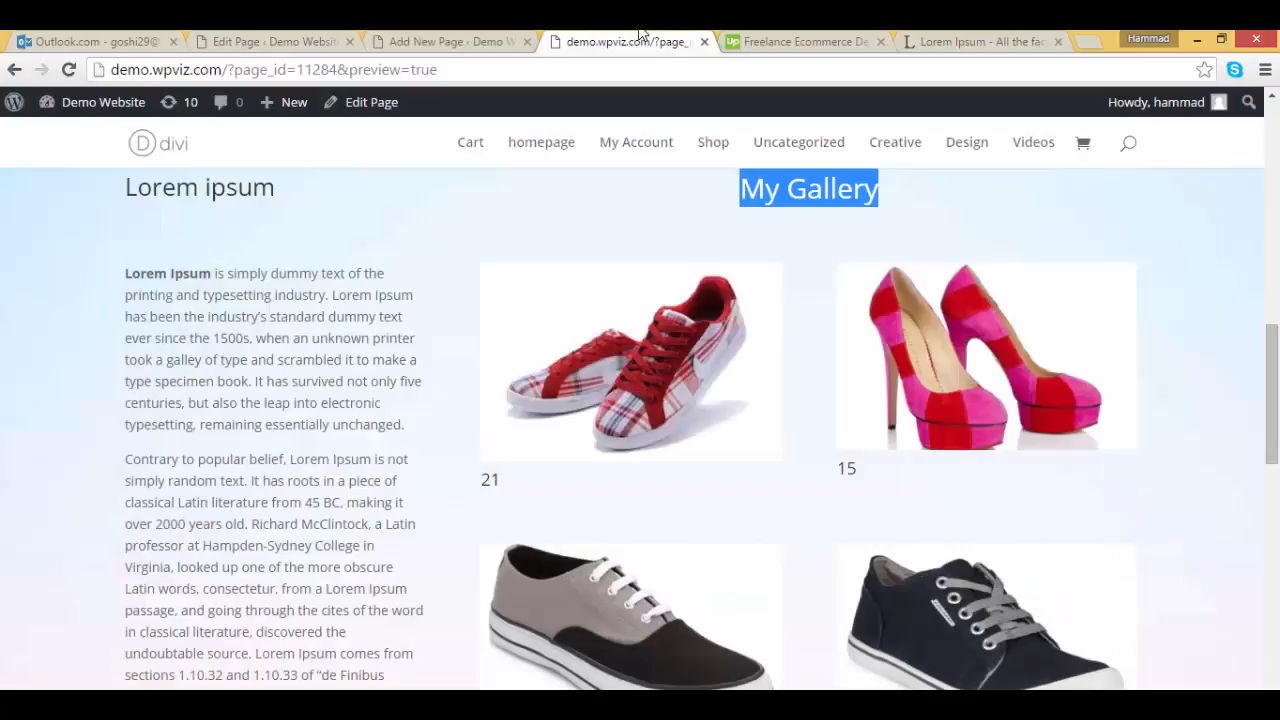 Outlook.com - goshi29@
Edit Page ‹ Demo Websit
Add New Page ‹ Demo W
demo.wpviz.com/?page_
Up Freelance Ecommerce De
L Lorem Ipsum - All the fac
Hammad
demo.wpviz.com/?page_id=11284&preview=true
Demo Website 10 0 New Edit Page Howdy, hammad
D divi Cart homepage My Account Shop Uncategorized Creative Design Videos
Lorem ipsum
My Gallery
Lorem Ipsum is simply dummy text of the
printing and typesetting industry. Lorem Ipsum
has been the industry's standard dummy text
ever since the 1500s, when an unknown printer
took a galley of type and scrambled it to make a
type specimen book. It has survived not only five
centuries, but also the leap into electronic
typesetting, remaining essentially unchanged.
Contrary to popular belief, Lorem Ipsum is not
simply random text. It has roots in a piece of
classical Latin literature from 45 BC, making it
over 2000 years old. Richard McClintock, a Latin
professor at Hampden-Sydney College in
Virginia, looked up one of the more obscure
Latin words, consectetur, from a Lorem Ipsum
passage, and going through the cites of the word
in classical literature, discovered the
undoubtable source. Lorem Ipsum comes from
sections 1.10.32 and 1.10.33 of "de Finibus
21
15